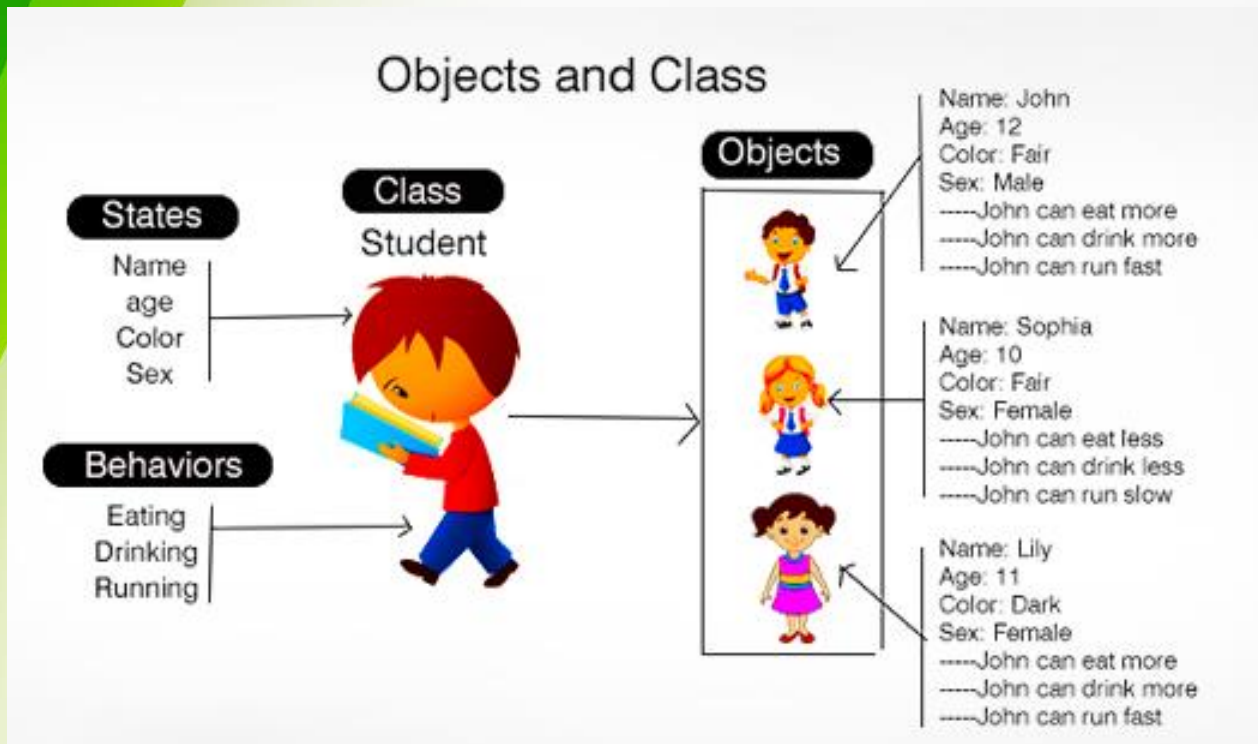 Objects and Class
States
Name
age
Color
Sex
Behaviors
Eating
Drinking
Running
Class
Student
Objects
Name: John
Age: 12
Color: Fair
Sex: Male
-----John can eat more
-----John can drink more
-----John can run fast
Name: Sophia
Age: 10
Color: Fair
Sex: Female
-----John can eat less
-----John can drink less
-----John can run slow
Name: Lily
Age: 11
Color: Dark
Sex: Female
-----John can eat more
-----John can drink more
-----John can run fast